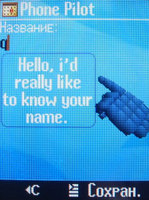 Phone Pilot
Название:
q
Hello, i'd
really like
to know your
name.
C Сохран.